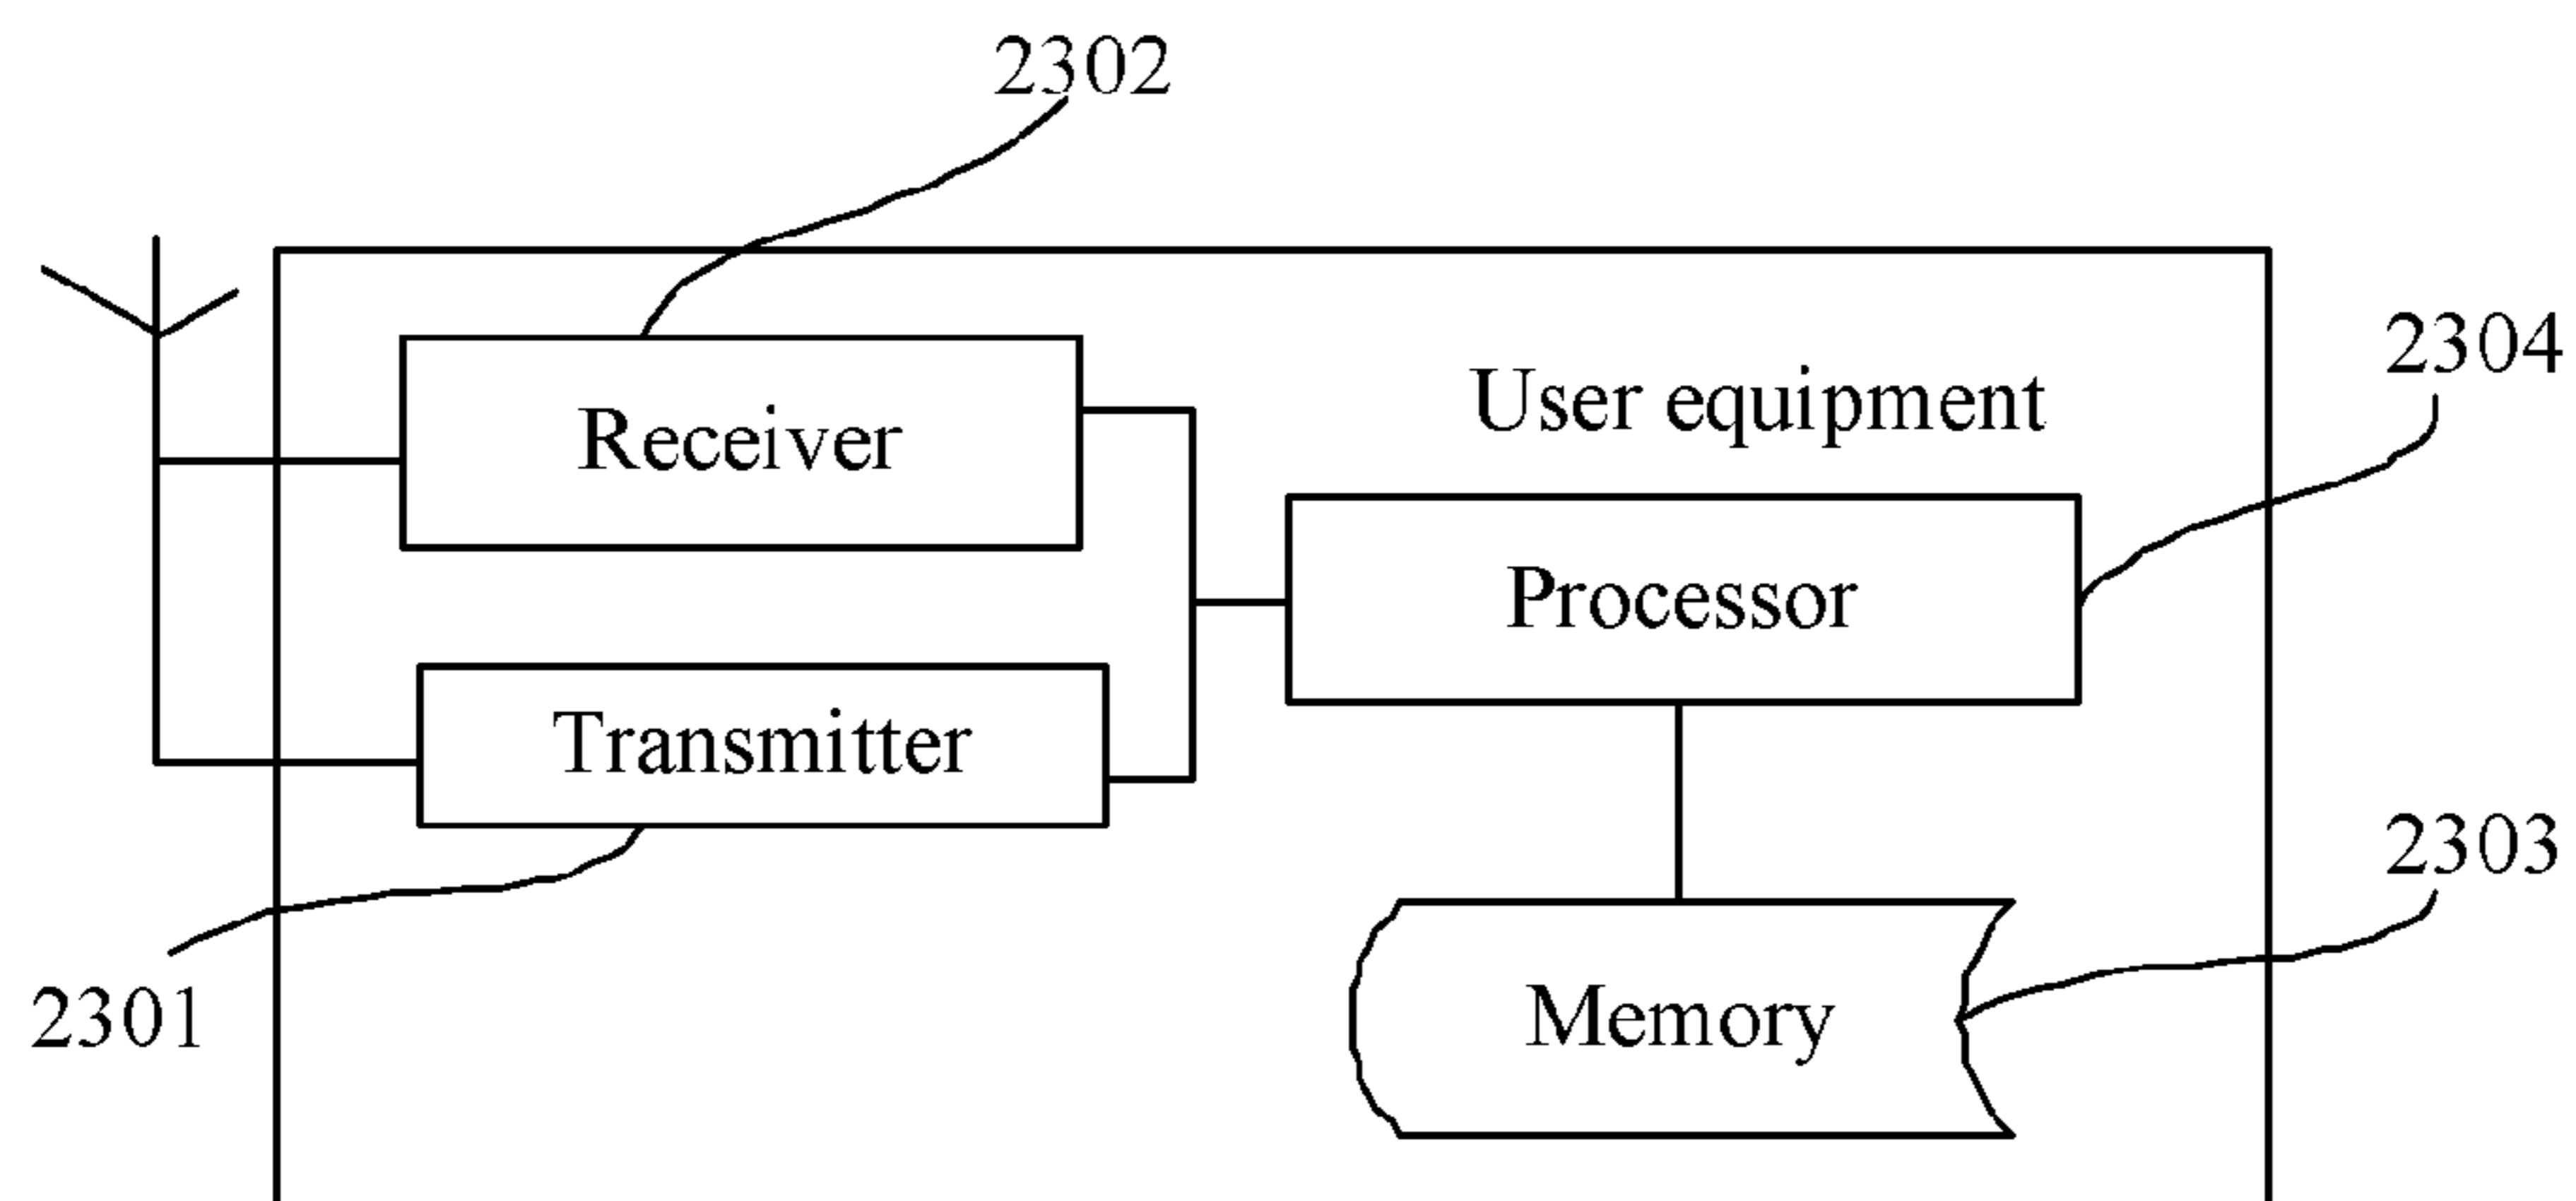 2302
2304
User equipment
Receiver
Processor
Transmitter
2303
2301
Memory